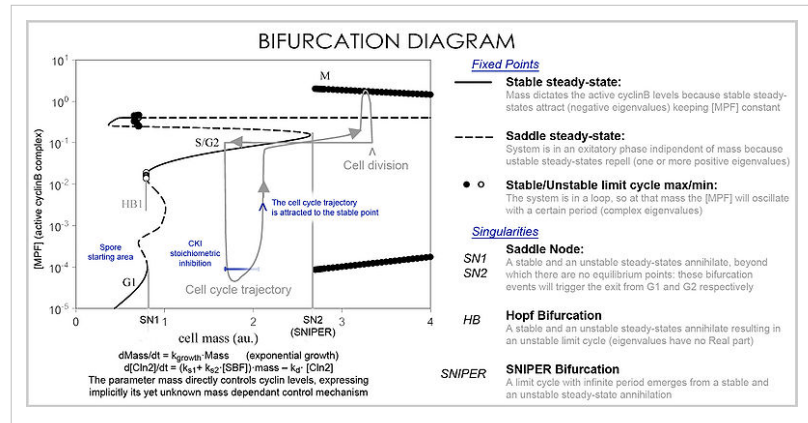 BIFURCATION DIAGRAM
[MPF] (active cyclinB complex)
10¹
10⁰
10⁻¹
10⁻²
10⁻³
10⁻⁴
10⁻⁵
M
S/G2
Cell division
HB1
The cell cycle trajectory
is attracted to the stable point
Spore
starting area
CKI
stoichiometric
inhibition
G1
Cell cycle trajectory
0
SN1
2
SN2
(SNIPER)
3
4
cell mass (au.)
dMass/dt = kgrowth·Mass (exponential growth)
d[Cln2]/dt = (ks1+ ks2·[SBF])·mass – kd· [Cln2]
The parameter mass directly controls cyclin levels, expressing
implicitly its yet unknown mass dependant control mechanism
Fixed Points
Stable steady-state:
Mass dictates the active cyclinB levels because stable steady-
states attract (negative eigenvalues) keeping [MPF] constant
Saddle steady-state:
System is in an exitatory phase indipendent of mass because
ustable steady-states repell (one or more positive eigenvalues)
Stable/Unstable limit cycle max/min:
The system is in a loop, so at that mass the [MPF] will oscillate
with a certain period (complex eigenvalues)
Singularities
SN1
SN2
Saddle Node:
A stable and an unstable steady-states annihilate, beyond
which there are no equilibrium points: these bifurcation
events will trigger the exit from G1 and G2 respectively
HB
Hopf Bifurcation
A stable and an unstable steady-states annihilate resulting in
an unstable limit cycle (eigenvalues have no Real part)
SNIPER
SNIPER Bifurcation
A limit cycle with infinite period emerges from a stable and
an unstable steady-state annihilation